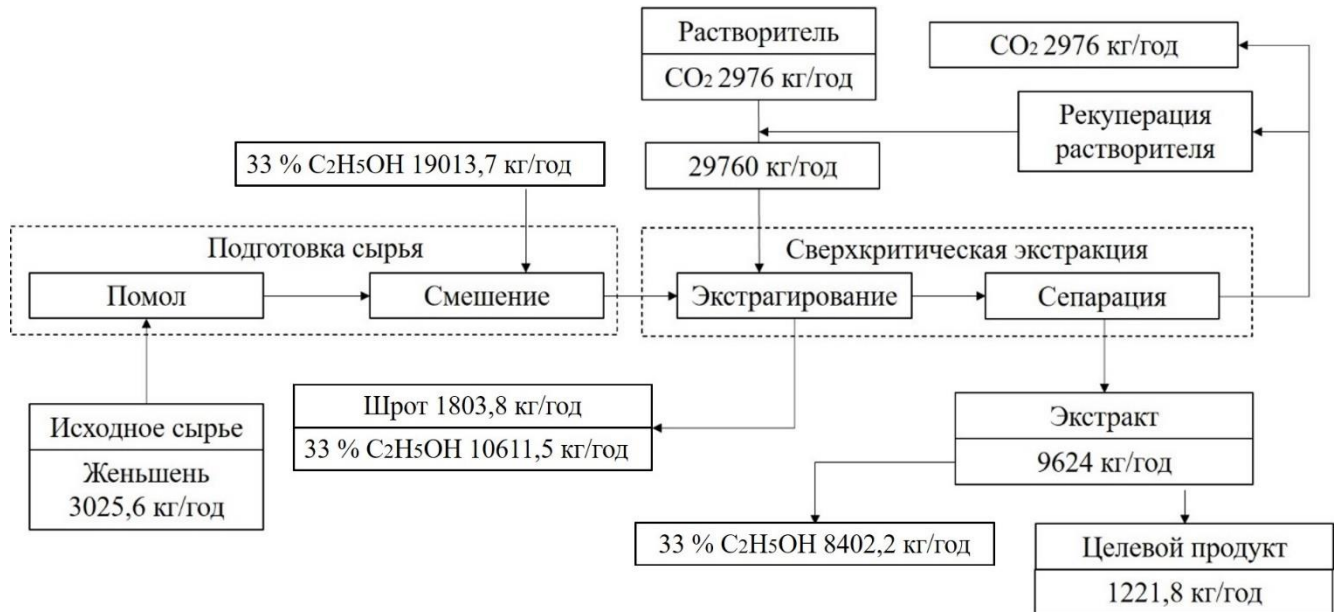 Растворитель
CO₂ 2976 кг/год
CO₂ 2976 кг/год
Рекуперация
растворителя
33 % C₂H₅OH 19013,7 кг/год
29760 кг/год
Подготовка сырья
Сверхкритическая экстракция
Помол
Смешение
Экстрагирование
Сепарация
Исходное сырье
Женьшень
3025,6 кг/год
Шрот 1803,8 кг/год
33 % C₂H₅OH 10611,5 кг/год
Экстракт
9624 кг/год
33 % C₂H₅OH 8402,2 кг/год
Целевой продукт
1221,8 кг/год